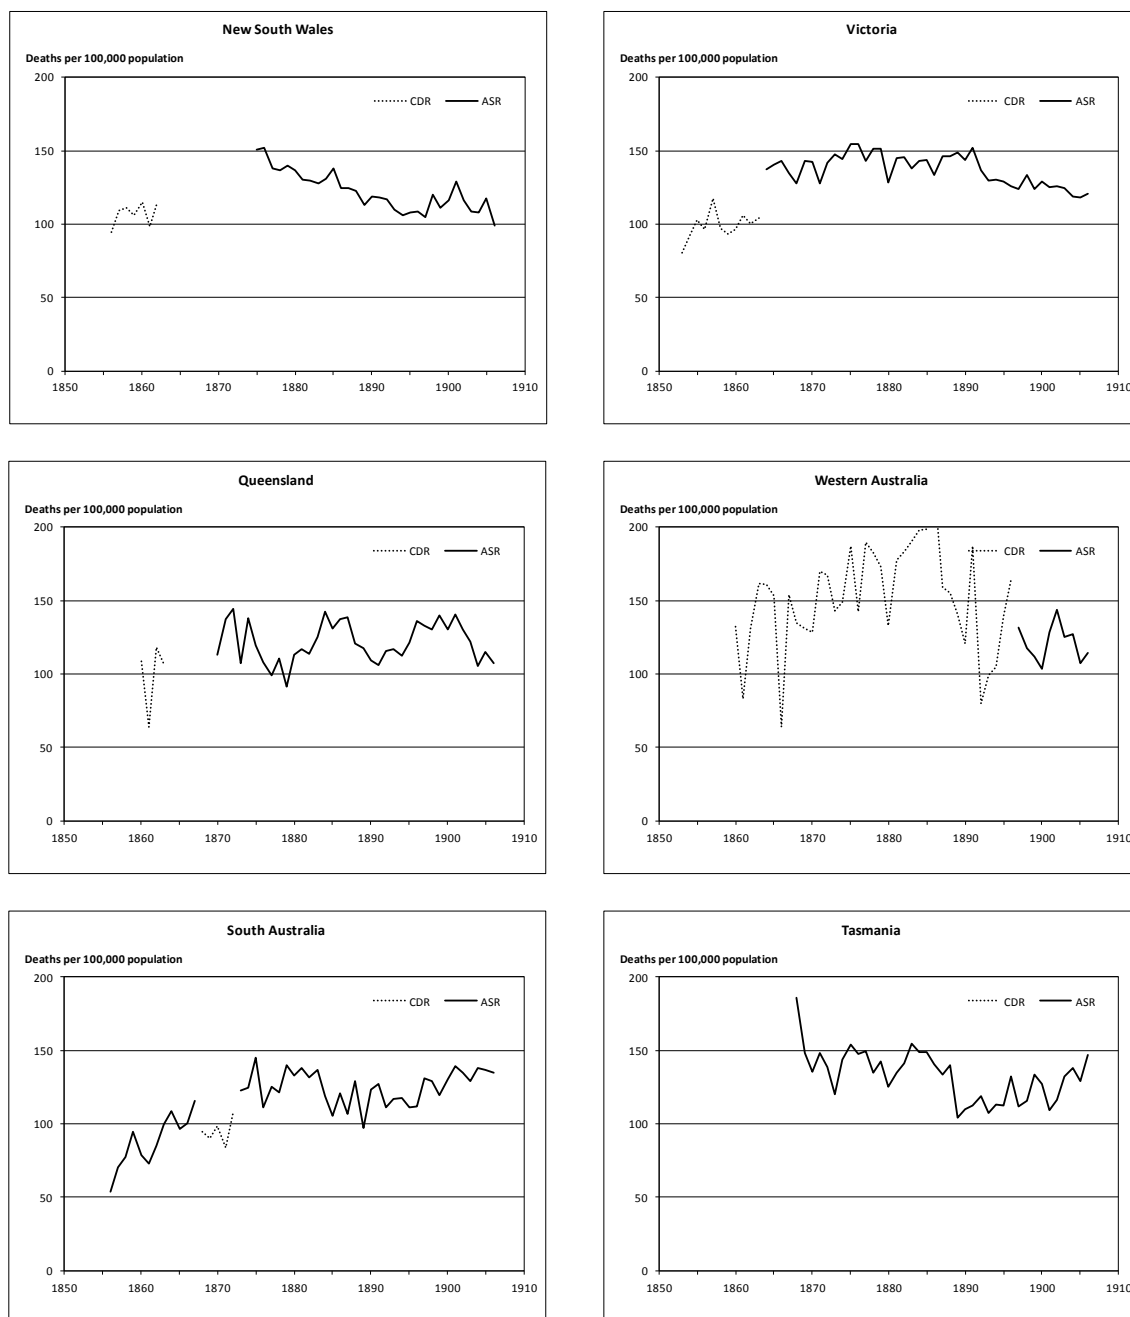 New South Wales
Deaths per 100,000 population
200
CDR ASR
150
100
50
0
1850 1860 1870 1880 1890 1900 1910
Victoria
Deaths per 100,000 population
200
CDR ASR
150
100
50
0
1850 1860 1870 1880 1890 1900 1910
Queensland
Deaths per 100,000 population
200
CDR ASR
150
100
50
0
1850 1860 1870 1880 1890 1900 1910
Western Australia
Deaths per 100,000 population
200
CDR ASR
150
100
50
0
1850 1860 1870 1880 1890 1900 1910
South Australia
Deaths per 100,000 population
200
CDR ASR
150
100
50
0
1850 1860 1870 1880 1890 1900 1910
Tasmania
Deaths per 100,000 population
200
CDR ASR
150
100
50
0
1850 1860 1870 1880 1890 1900 1910